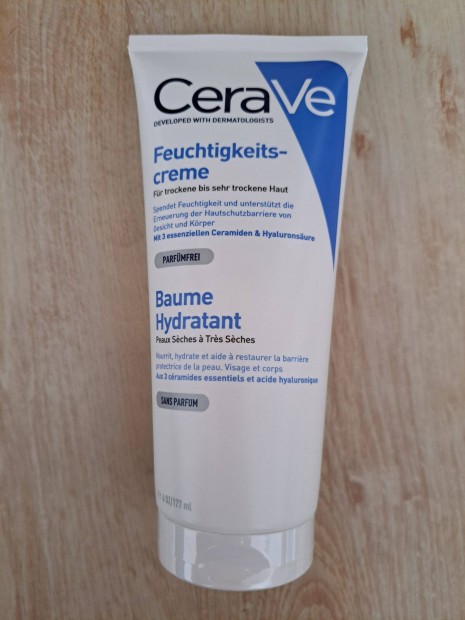 CeraVe
DEVELOPED WITH DERMATOLOGISTS
Feuchtigkeits-
creme
Für trockene bis sehr trockene Haut
Spendet Feuchtigkeit und unterstützt die
Erneuerung der Hautschutzbarriere von
Gesicht und Körper
Mit 3 essenziellen Ceramiden & Hyaluronsäure
PARFÜMFREI
Baume
Hydratant
Peaux Sèches à Très Sèches
Nourrit, hydrate et aide à restaurer la barrière
protectrice de la peau. Visage et corps
Aux 3 céramides essentiels et acide hyaluronique
SANS PARFUM
177 ml